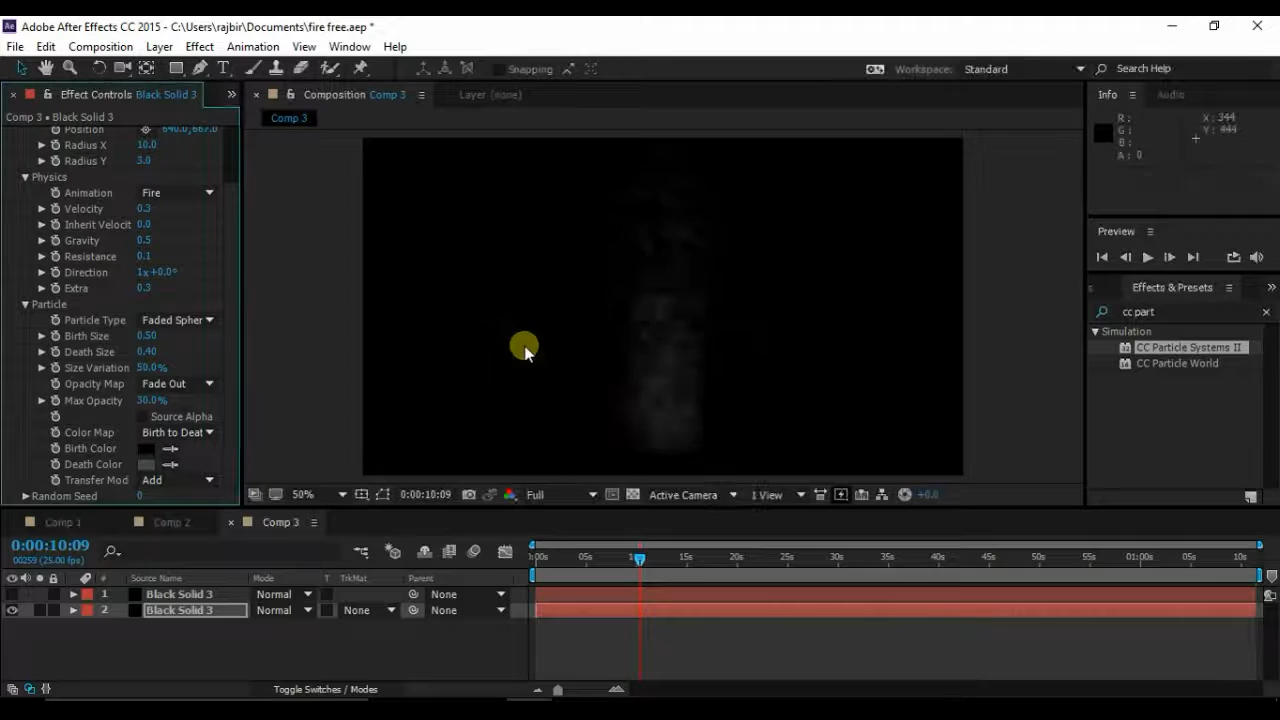 Ae Adobe After Effects CC 2015 - C:\Users\rajbir\Documents\fire free.aep *
File Edit Composition Layer Effect Animation View Window Help
T Snapping Workspace: Standard Search Help
Effect Controls Black Solid 3
Composition Comp 3
Layer (none)
Info Audio
Comp 3 • Black Solid 3
Comp 3
R: X: 344
G: Y: 444
B:
A: 0
Position 640.0,667.0
Radius X 10.0
Radius Y 3.0
Physics
Animation Fire
Velocity 0.3
Inherit Velocit 0.0
Gravity 0.5
Resistance 0.1
Direction 1x+0.0°
Extra 0.3
Particle
Particle Type Faded Spher
Birth Size 0.50
Death Size 0.40
Size Variation 50.0%
Opacity Map Fade Out
Max Opacity 30.0%
Source Alpha
Color Map Birth to Deat
Birth Color
Death Color
Transfer Mod Add
Random Seed 0
Preview
Effects & Presets
cc part
Simulation
32 CC Particle Systems II
CC Particle World
50% 0:00:10:09 Full Active Camera 1 View +0.0
Comp 1 Comp 2 Comp 3
0:00:10:09
00259 (25.00 fps)
:00s 05s 15s 20s 25s 30s 35s 40s 45s 50s 55s 01:00s 05s 10s
# Source Name Mode T TrkMat Parent
1 Black Solid 3 Normal None
2 Black Solid 3 Normal None None
Toggle Switches / Modes